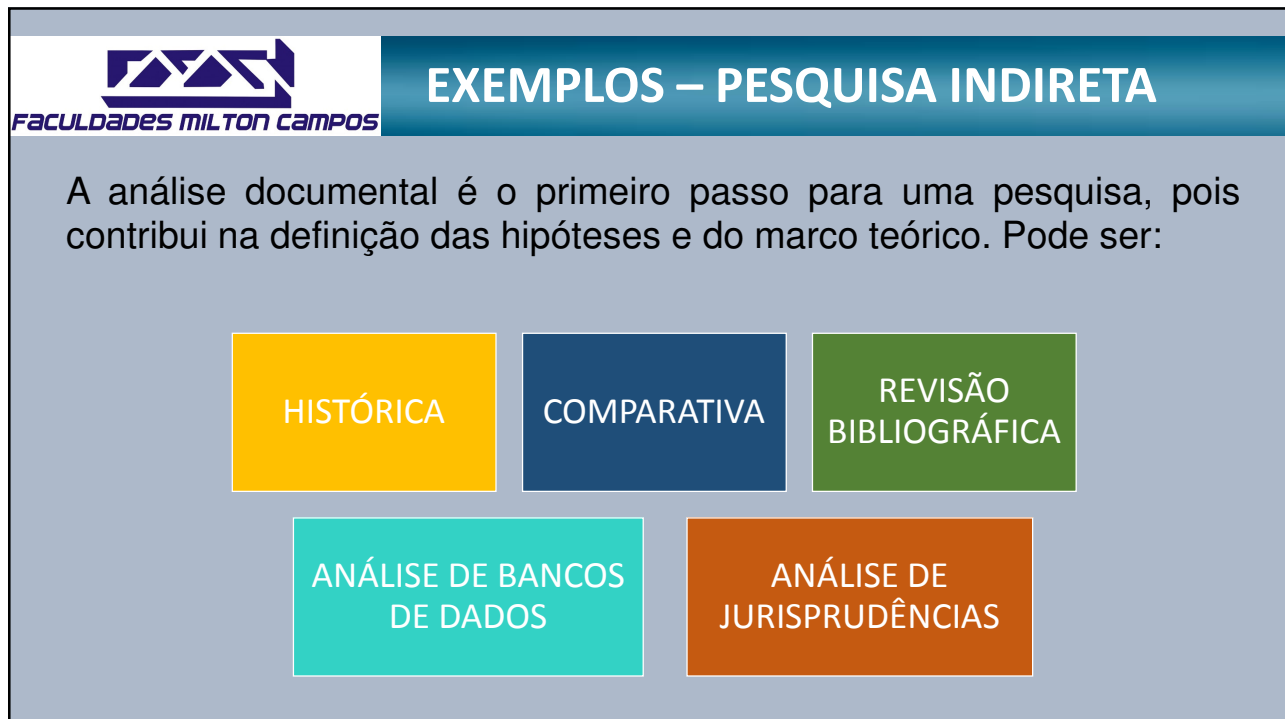 FACULDADES MILTON CAMPOS
EXEMPLOS – PESQUISA INDIRETA
A análise documental é o primeiro passo para uma pesquisa, pois
contribui na definição das hipóteses e do marco teórico. Pode ser:
HISTÓRICA
COMPARATIVA
REVISÃO
BIBLIOGRÁFICA
ANÁLISE DE BANCOS
DE DADOS
ANÁLISE DE
JURISPRUDÊNCIAS